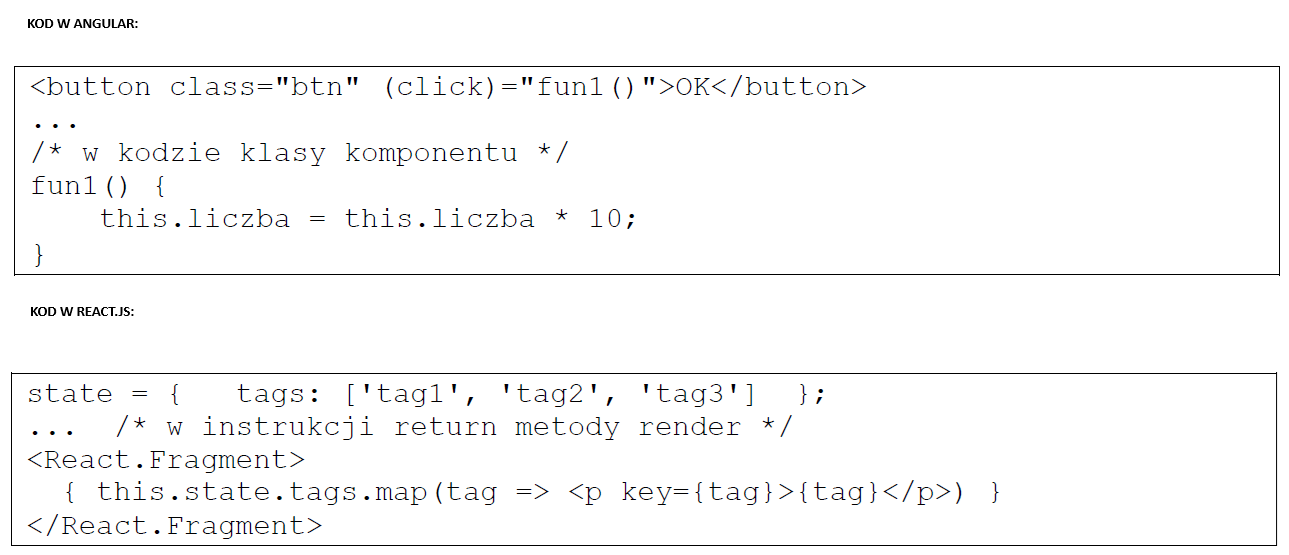 KOD W ANGULAR:
<button class="btn" (click)="fun1()">OK</button>
...
/* w kodzie klasy komponentu */
fun1() {
    this.liczba = this.liczba * 10;
}
KOD W REACT.JS:
state = {   tags: ['tag1', 'tag2', 'tag3']  };
...  /* w instrukcji return metody render */
<React.Fragment>
  { this.state.tags.map(tag => <p key={tag}>{tag}</p>) }
</React.Fragment>